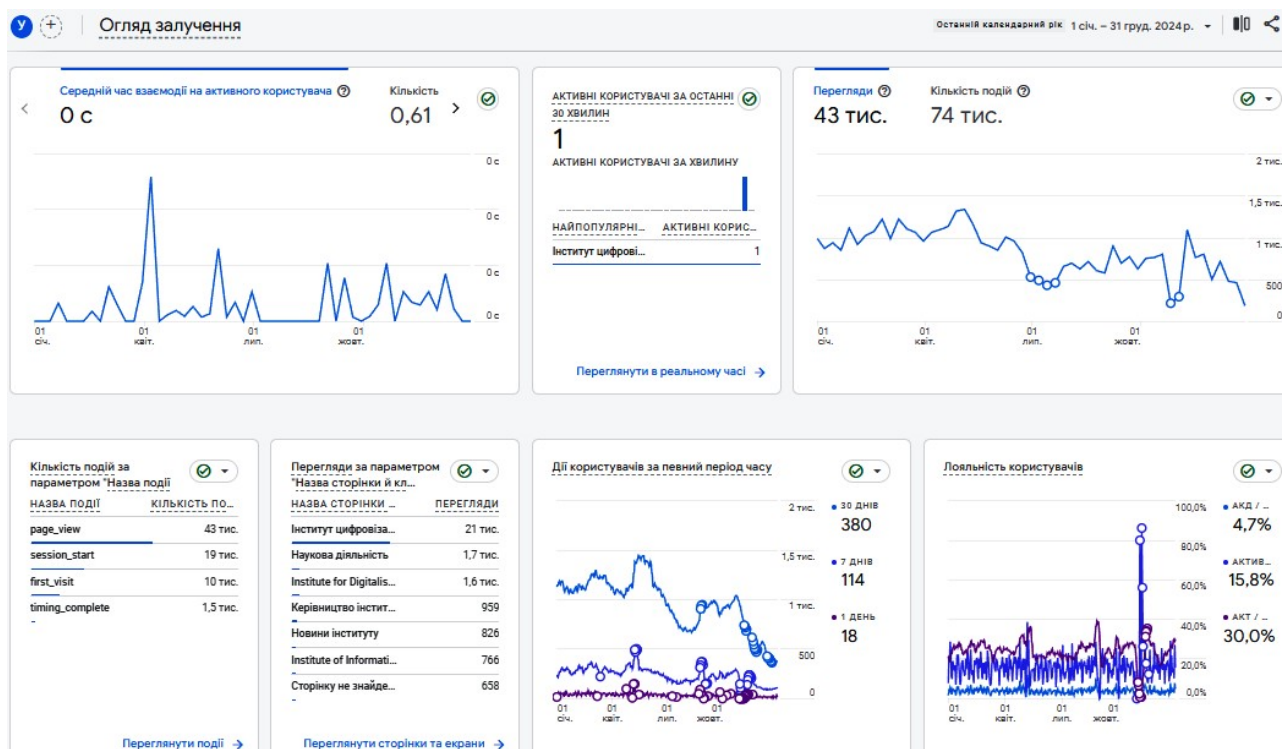 У
Огляд залучення
Останній календарний рік 1 січ. – 31 груд. 2024 р.
Середній час взаємодії на активного користувача
0 с
Кількість
0,61
0 с
0 с
0 с
0 с
01 січ.
01 квіт.
01 лип.
01 жовт.
АКТИВНІ КОРИСТУВАЧІ ЗА ОСТАННІ
30 ХВИЛИН
1
АКТИВНІ КОРИСТУВАЧІ ЗА ХВИЛИНУ
НАЙПОПУЛЯРНІ... АКТИВНІ КОРИС...
Інститут цифрові... 1
Переглянути в реальному часі
Перегляди
43 тис.
Кількість подій
74 тис.
2 тис.
1,5 тис.
1 тис.
500
0
01 січ.
01 квіт.
01 лип.
01 жовт.
Кількість подій за
параметром "Назва події
НАЗВА ПОДІЇ КІЛЬКІСТЬ ПО...
page_view 43 тис.
session_start 19 тис.
first_visit 10 тис.
timing_complete 1,5 тис.
Переглянути події
Перегляди за параметром
"Назва сторінки й кл...
НАЗВА СТОРІНКИ ... ПЕРЕГЛЯДИ
Інститут цифровіза... 21 тис.
Наукова діяльність 1,7 тис.
Institute for Digitalis... 1,6 тис.
Керівництво інстит... 959
Новини інституту 826
Institute of Informati... 766
Сторінку не знайде... 658
Переглянути сторінки та екрани
Дії користувачів за певний період часу
2 тис.
1,5 тис.
1 тис.
500
0
01 січ.
01 квіт.
01 лип.
01 жовт.
30 ДНІВ
380
7 ДНІВ
114
1 ДЕНЬ
18
Лояльність користувачів
100,0%
80,0%
60,0%
40,0%
20,0%
0,0%
01 січ.
01 квіт.
01 лип.
01 жовт.
АКД / ...
4,7%
АКТИВ...
15,8%
АКТ / ...
30,0%